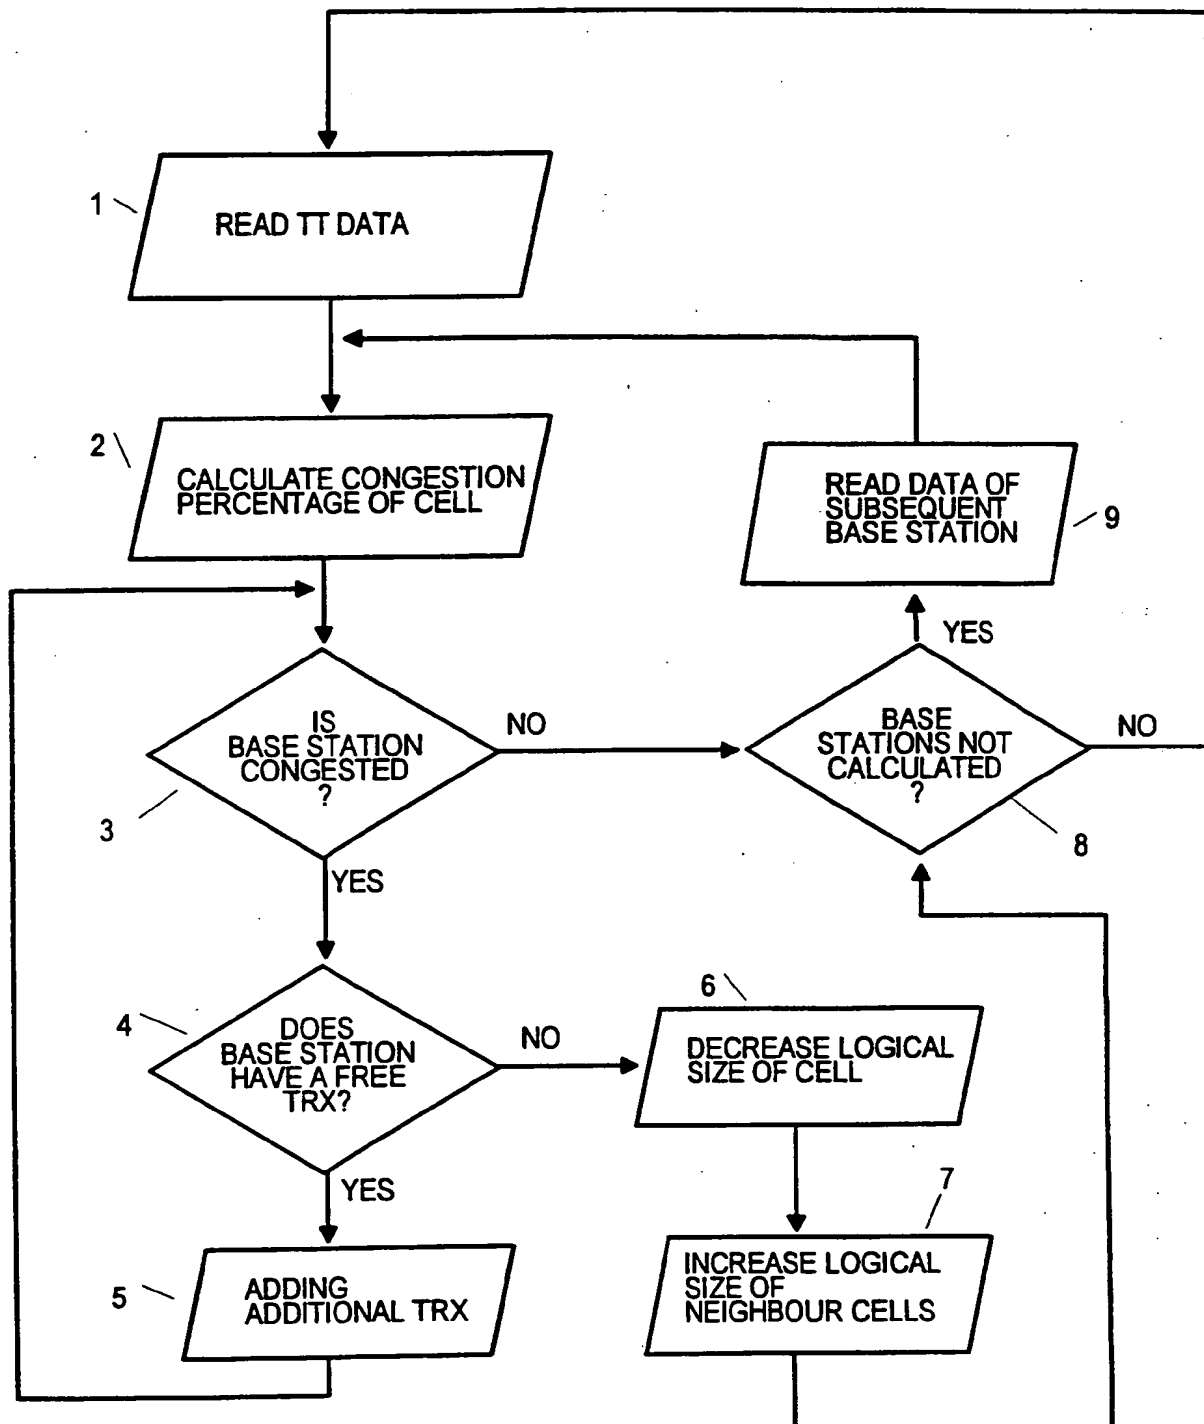 1
READ TT DATA
2
CALCULATE CONGESTION
PERCENTAGE OF CELL
READ DATA OF
SUBSEQUENT
BASE STATION
9
YES
IS
BASE STATION
CONGESTED
?
NO
3
YES
BASE
STATIONS NOT
CALCULATED
?
NO
8
4
DOES
BASE STATION
HAVE A FREE
TRX?
NO
YES
6
DECREASE LOGICAL
SIZE OF CELL
7
INCREASE LOGICAL
SIZE OF
NEIGHBOUR CELLS
5
ADDING
ADDITIONAL TRX